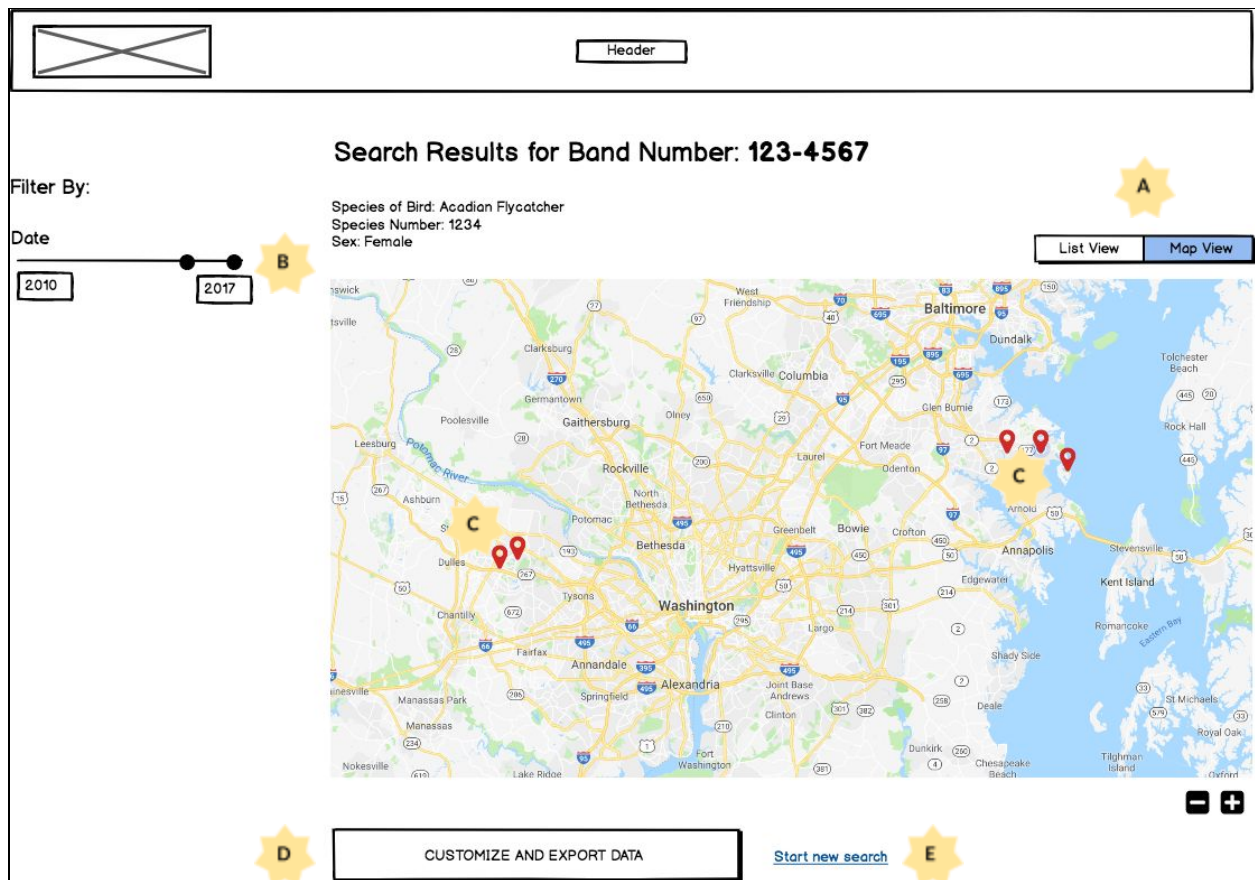 Header
Search Results for Band Number: 123-4567
A
Filter By:
Species of Bird: Acadian Flycatcher
Species Number: 1234
Sex: Female
Date
B
2010
2017
List View
Map View
West Friendship
Baltimore
Dundalk
Clarksburg
Tolchester Beach
Clarksville
Columbia
Germantown
Glen Burnie
Poolesville
Olney
Gaithersburg
Rock Hall
Leesburg
Potomac River
Fort Meade
Laurel
Odenton
Rockville
C
Ashburn
North Bethesda
Arnold
C
Potomac
Greenbelt
Bowie
Crofton
Bethesda
Annapolis
Stevensville
Dulles
Hyattsville
Edgewater
Kent Island
Tysons
Washington
Chantilly
Largo
Romancoke
Eastern Bay
Fairfax
Shady Side
Annandale
Alexandria
Joint Base Andrews
Springfield
Manassas Park
St Michaels
Clinton
Deale
Manassas
Royal Oak
Fort Washington
Dunkirk
Tilghman Island
Nokesville
Lake Ridge
Chesapeake Beach
Oxford
D
CUSTOMIZE AND EXPORT DATA
Start new search
E